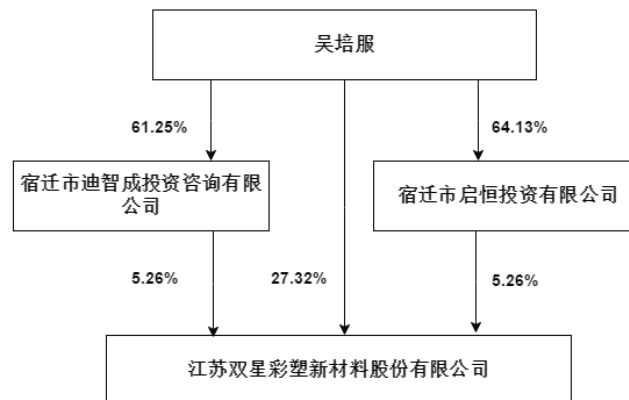 吴培服
61.25%
64.13%
宿迁市迪智成投资咨询有限
公司
宿迁市启恒投资有限公司
5.26%
27.32%
5.26%
江苏双星彩塑新材料股份有限公司